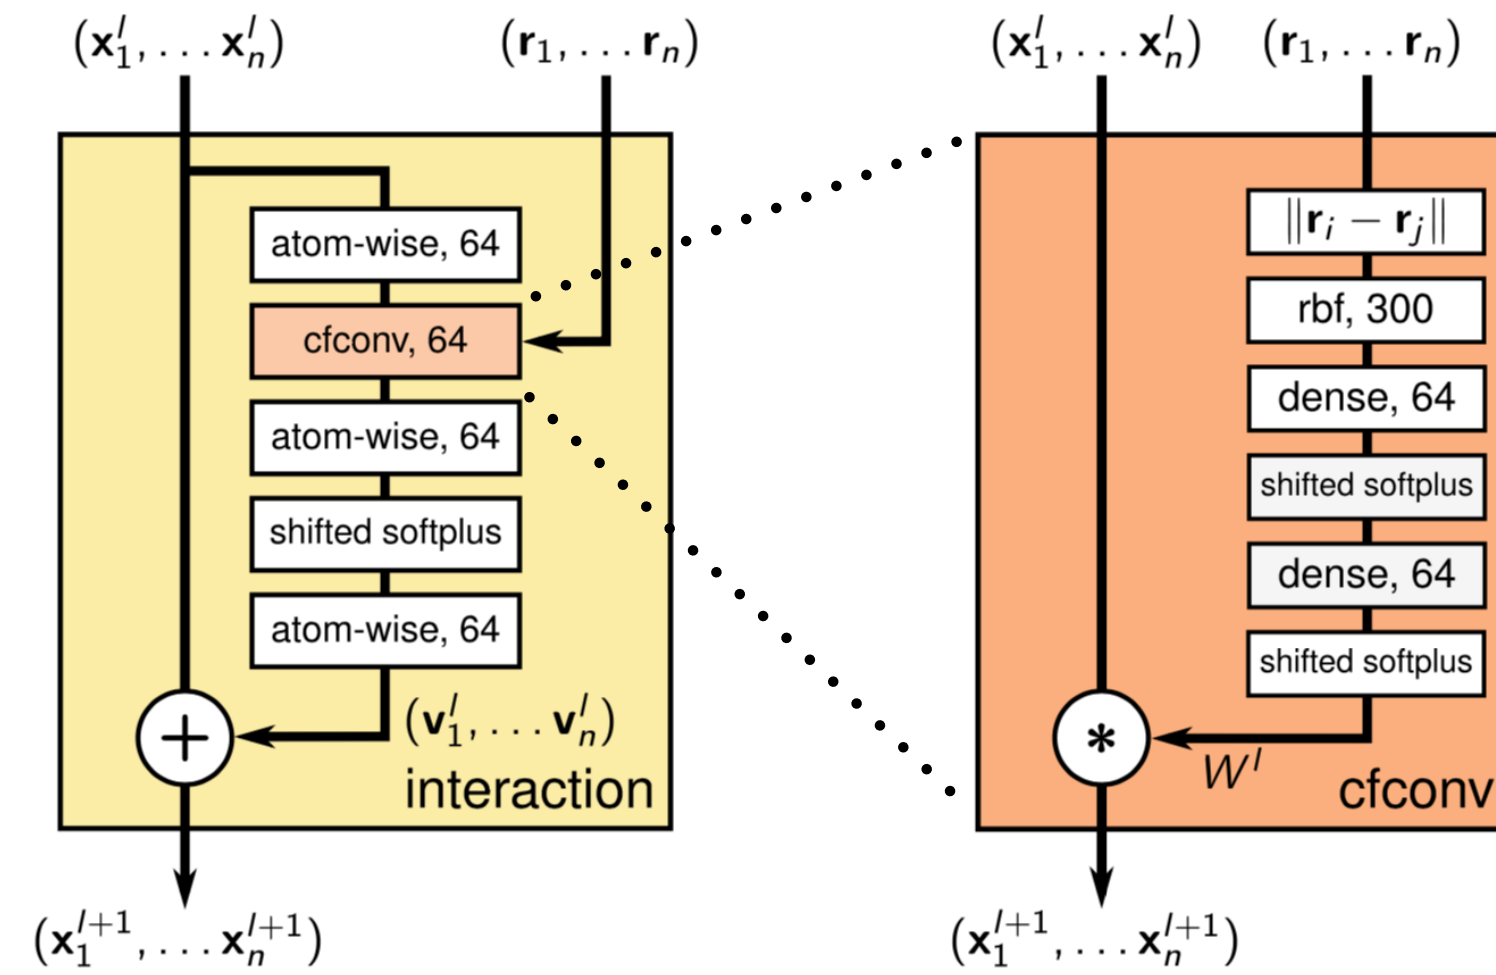 (x₁ˡ, . . . xₙˡ)
(r₁, . . . rₙ)
atom-wise, 64
cfconv, 64
atom-wise, 64
shifted softplus
atom-wise, 64
(v₁ˡ, . . . vₙˡ)
+
interaction
(x₁ˡ⁺¹, . . . xₙˡ⁺¹)
(x₁ˡ, . . . xₙˡ)
(r₁, . . . rₙ)
||rᵢ − rⱼ||
rbf, 300
dense, 64
shifted softplus
dense, 64
shifted softplus
*
Wˡ
cfconv
(x₁ˡ⁺¹, . . . xₙˡ⁺¹)